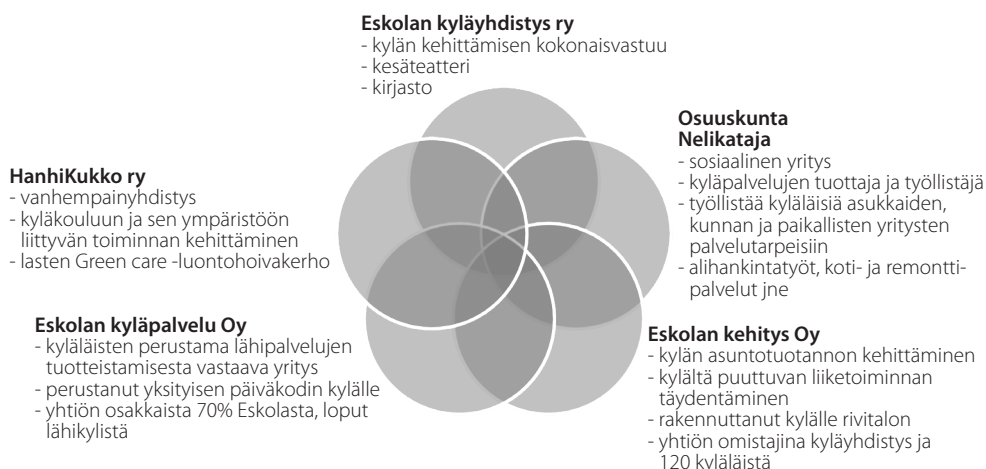 Eskolan kyläyhdistys ry
- kylän kehittämisen kokonaisvastuu
- kesäteatteri
- kirjasto
Osuuskunta
Nelikataja
- sosiaalinen yritys
- kyläpalvelujen tuottaja ja työllistäjä
- työllistää kyläläisiä asukkaiden,
kunnan ja paikallisten yritysten
palvelutarpeisiin
- alihankintatyöt, koti- ja remontti-
palvelut jne
HanhiKukko ry
- vanhempainyhdistys
- kyläkouluun ja sen ympäristöön
liittyvän toiminnan kehittäminen
- lasten Green care -luontohoivakerho
Eskolan kyläpalvelu Oy
- kyläläisten perustama lähipalvelujen
tuotteistamisesta vastaava yritys
- perustanut yksityisen päiväkodin kylälle
- yhtiön osakkaista 70% Eskolasta, loput
lähikylistä
Eskolan kehitys Oy
- kylän asuntotuotannon kehittäminen
- kylältä puuttuvan liiketoiminnan
täydentäminen
- rakennuttanut kylälle rivitalon
- yhtiön omistajina kyläyhdistys ja
120 kyläläistä